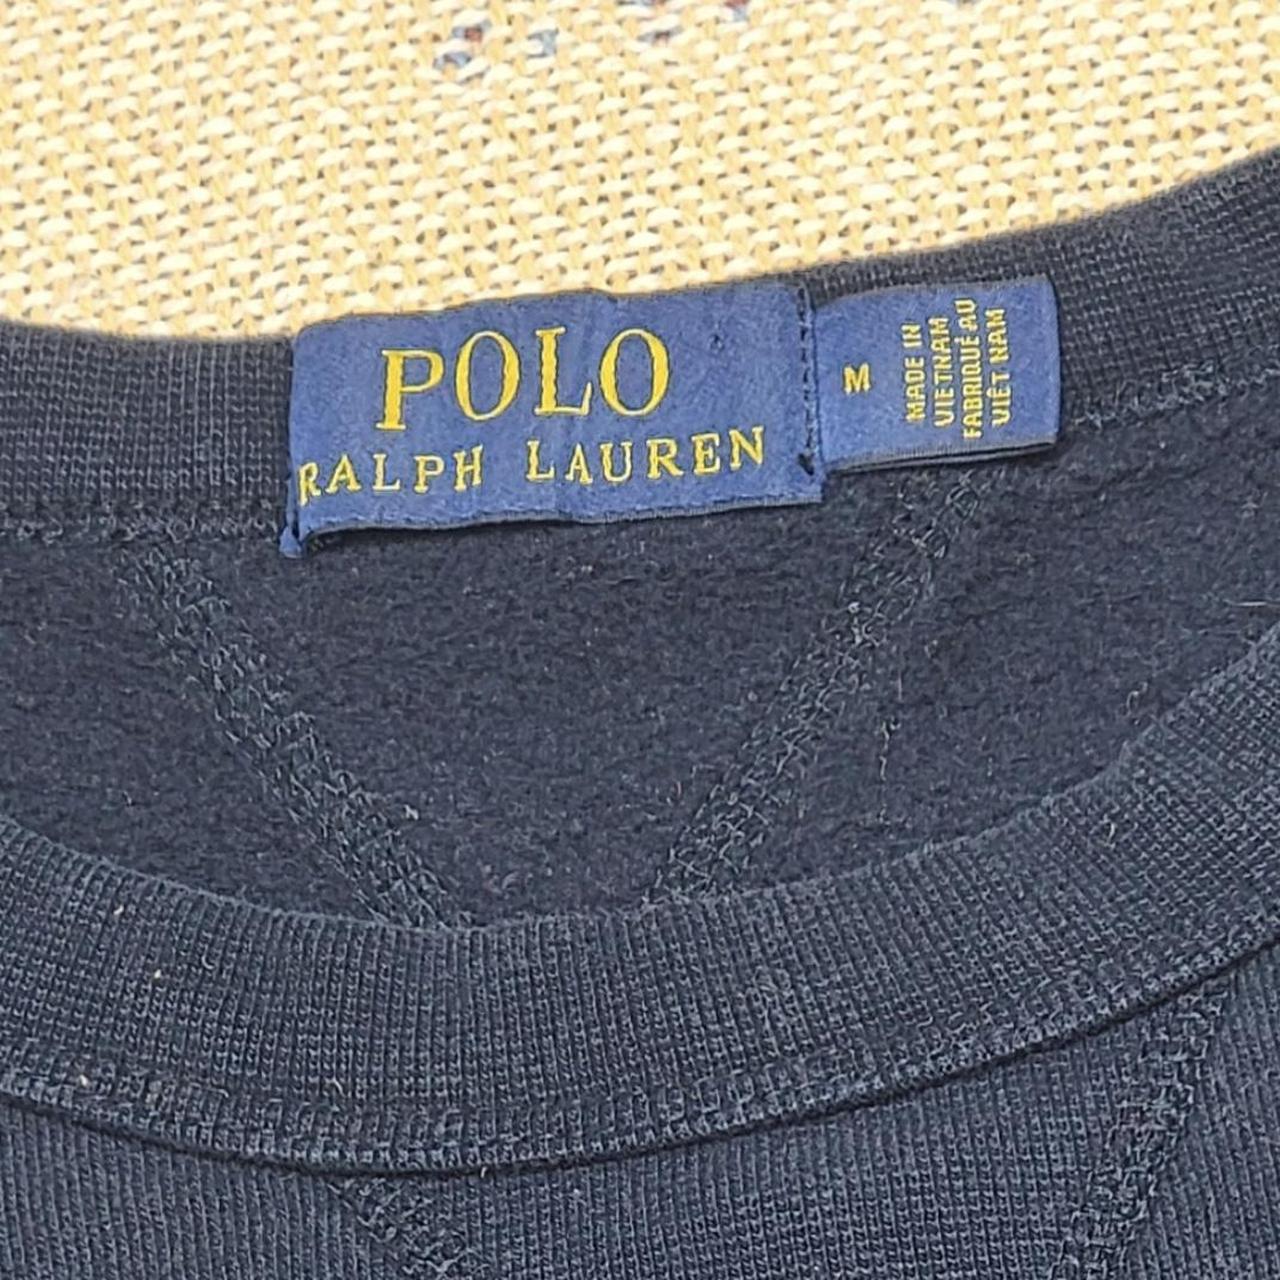 POLO
RALPH LAUREN
M
MADE IN
VIETNAM
FABRIQUÉ AU
VIÊT NAM